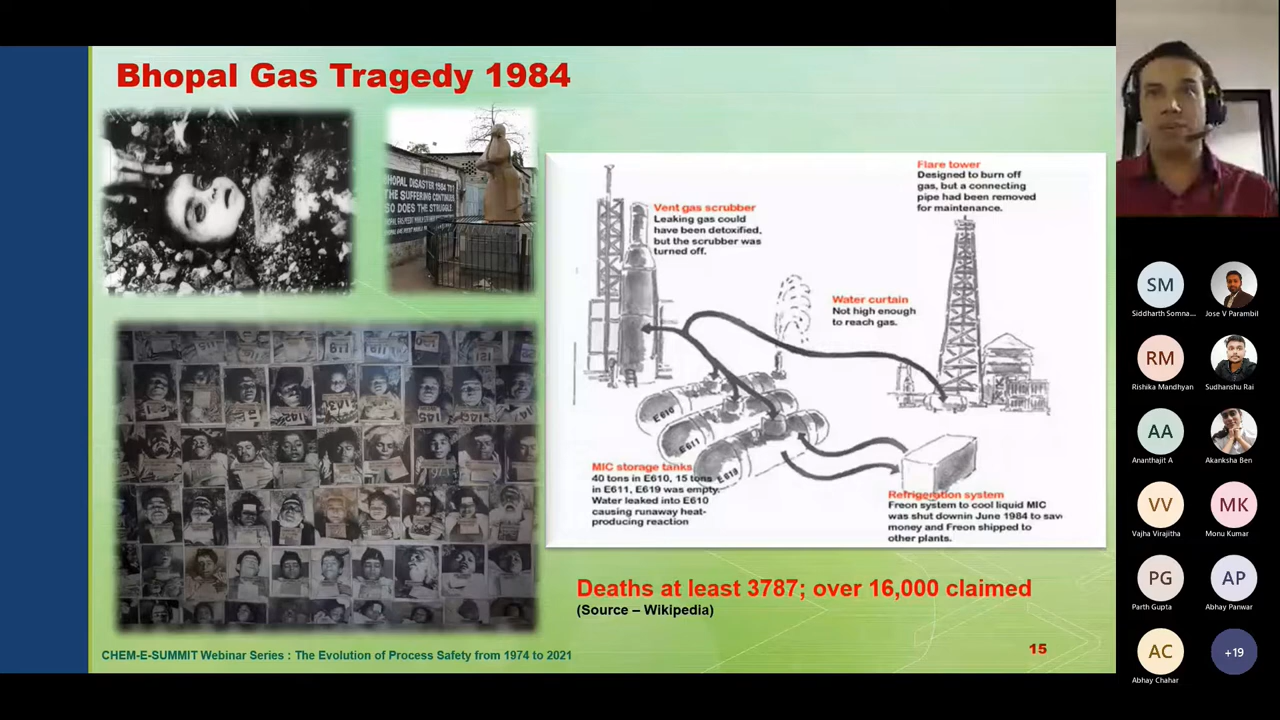 Bhopal Gas Tragedy 1984
BHOPAL DISASTER 1984 TO
THE SUFFERING CONTINUES
SO DOES THE STRUGGLE
Flare tower
Designed to burn off
gas, but a connecting
pipe had been removed
for maintenance.
Vent gas scrubber
Leaking gas could
have been detoxified,
but the scrubber was
turned off.
Water curtain
Not high enough
to reach gas.
E610
E611
E619
MIC storage tanks
40 tons in E610, 15 tons
in E611, E619 was empty.
Water leaked into E610
causing runaway heat-
producing reaction
Refrigeration system
Freon system to cool liquid MIC
was shut downin June 1984 to sav
money and Freon shipped to
other plants.
Deaths at least 3787; over 16,000 claimed
(Source – Wikipedia)
CHEM-E-SUMMIT Webinar Series : The Evolution of Process Safety from 1974 to 2021
15
SM
Siddharth Somna...
Jose V Parambil
RM
Rishika Mandhyan
Sudhanshu Rai
AA
Ananthajit A
Akanksha Ben
VV
Vajha Virajitha
MK
Monu Kumar
PG
Parth Gupta
AP
Abhay Panwar
AC
Abhay Chahar
+19